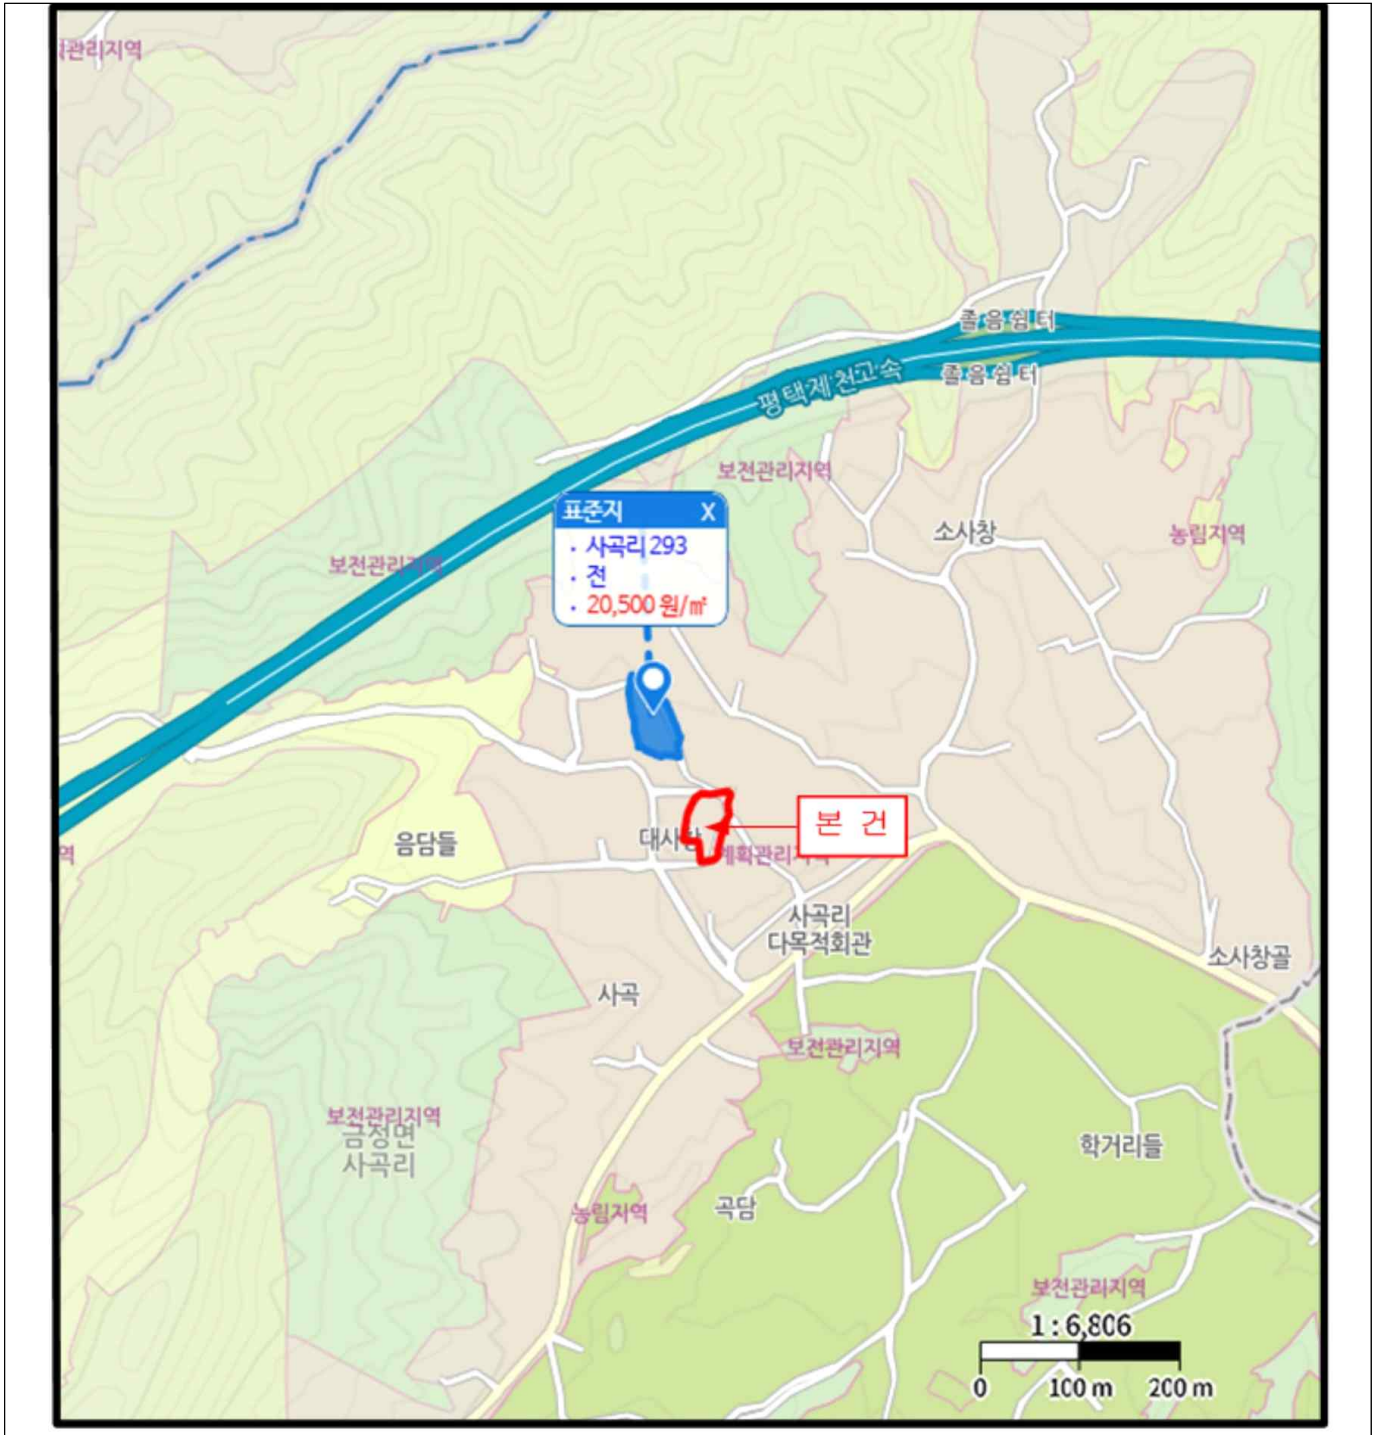 관리지역
졸음쉼터
평택제천고속
졸음쉼터
보전관리지역
표준지 X
소사창
농림지역
· 사곡리 293
보전관리지역
· 전
· 20,500 원/㎡
본 건
대사창
음담들
역
계획관리지역
사곡리
다목적회관
소사창골
사곡
보전관리지역
보전관리지역
금정면
사곡리
학거리들
곡담
농림지역
보전관리지역
1 : 6,806
0 100 m 200 m